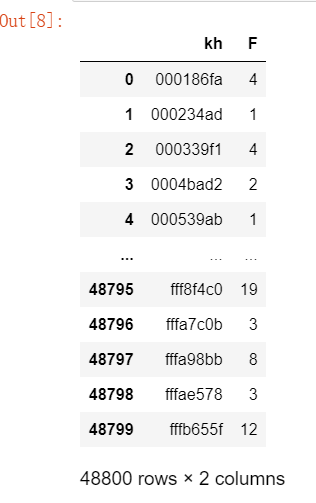 Out[8]:
kh F
0 000186fa 4
1 000234ad 1
2 000339f1 4
3 0004bad2 2
4 000539ab 1
... ... ...
48795 fff8f4c0 19
48796 fffa7c0b 3
48797 fffa98bb 8
48798 fffae578 3
48799 fffb655f 12
48800 rows × 2 columns